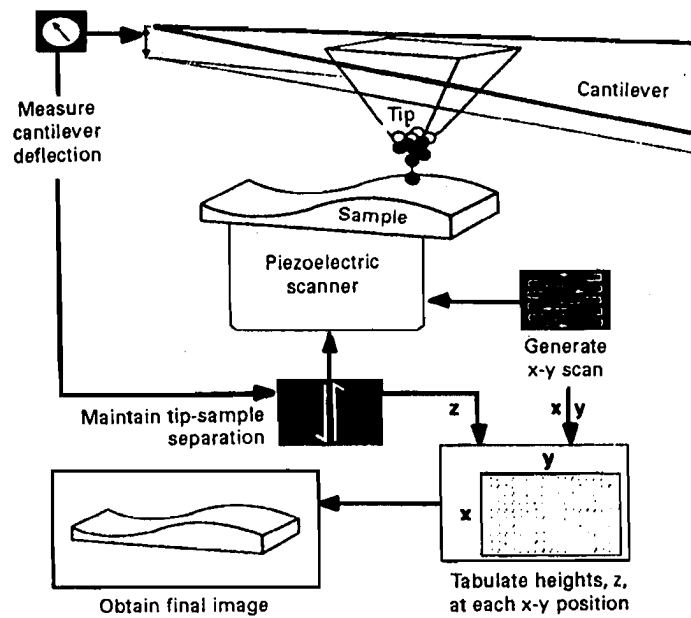 Measure
cantilever
deflection
Cantilever
Tip
Sample
Piezoelectric
scanner
Generate
x-y scan
Maintain tip-sample
separation
z
x y
y
x
Tabulate heights, z,
at each x-y position
Obtain final image